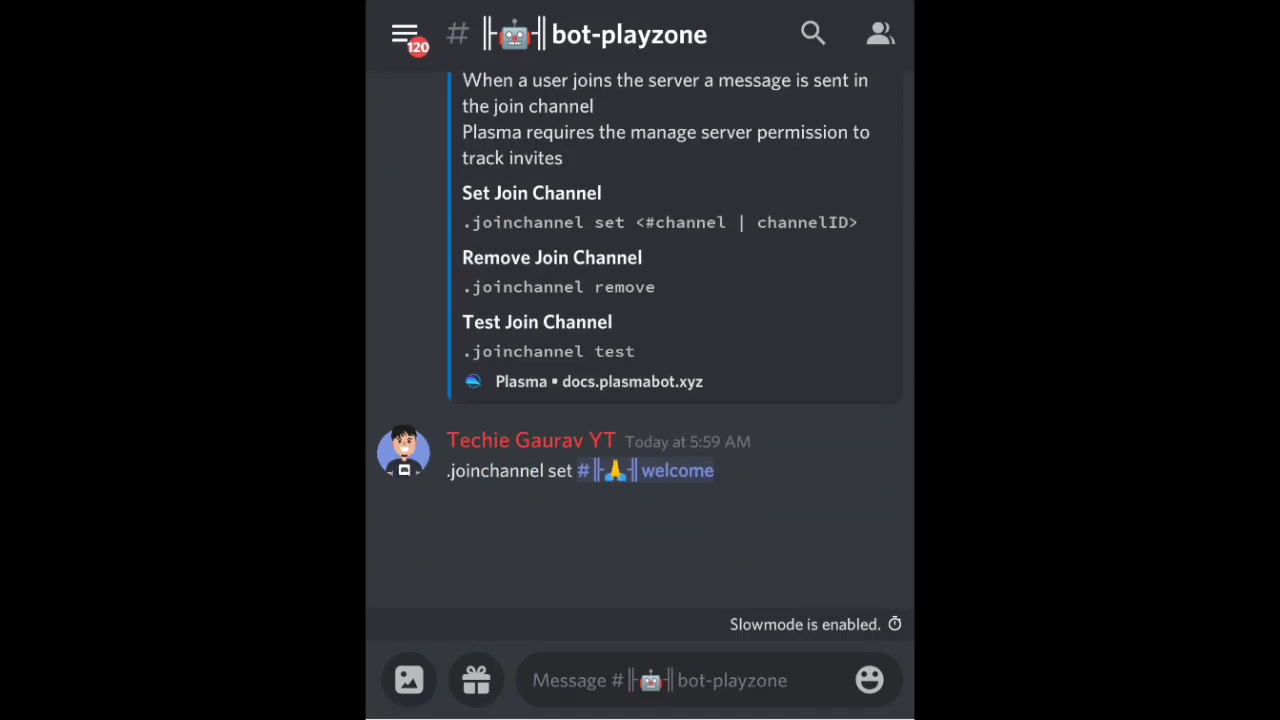 120
# ╟🤖╢bot-playzone
When a user joins the server a message is sent in
the join channel
Plasma requires the manage server permission to
track invites
Set Join Channel
.joinchannel set <#channel | channelID>
Remove Join Channel
.joinchannel remove
Test Join Channel
.joinchannel test
Plasma • docs.plasmabot.xyz
Techie Gaurav YT Today at 5:59 AM
.joinchannel set #╟🙏╢welcome
Slowmode is enabled.
Message #╟🤖╢bot-playzone